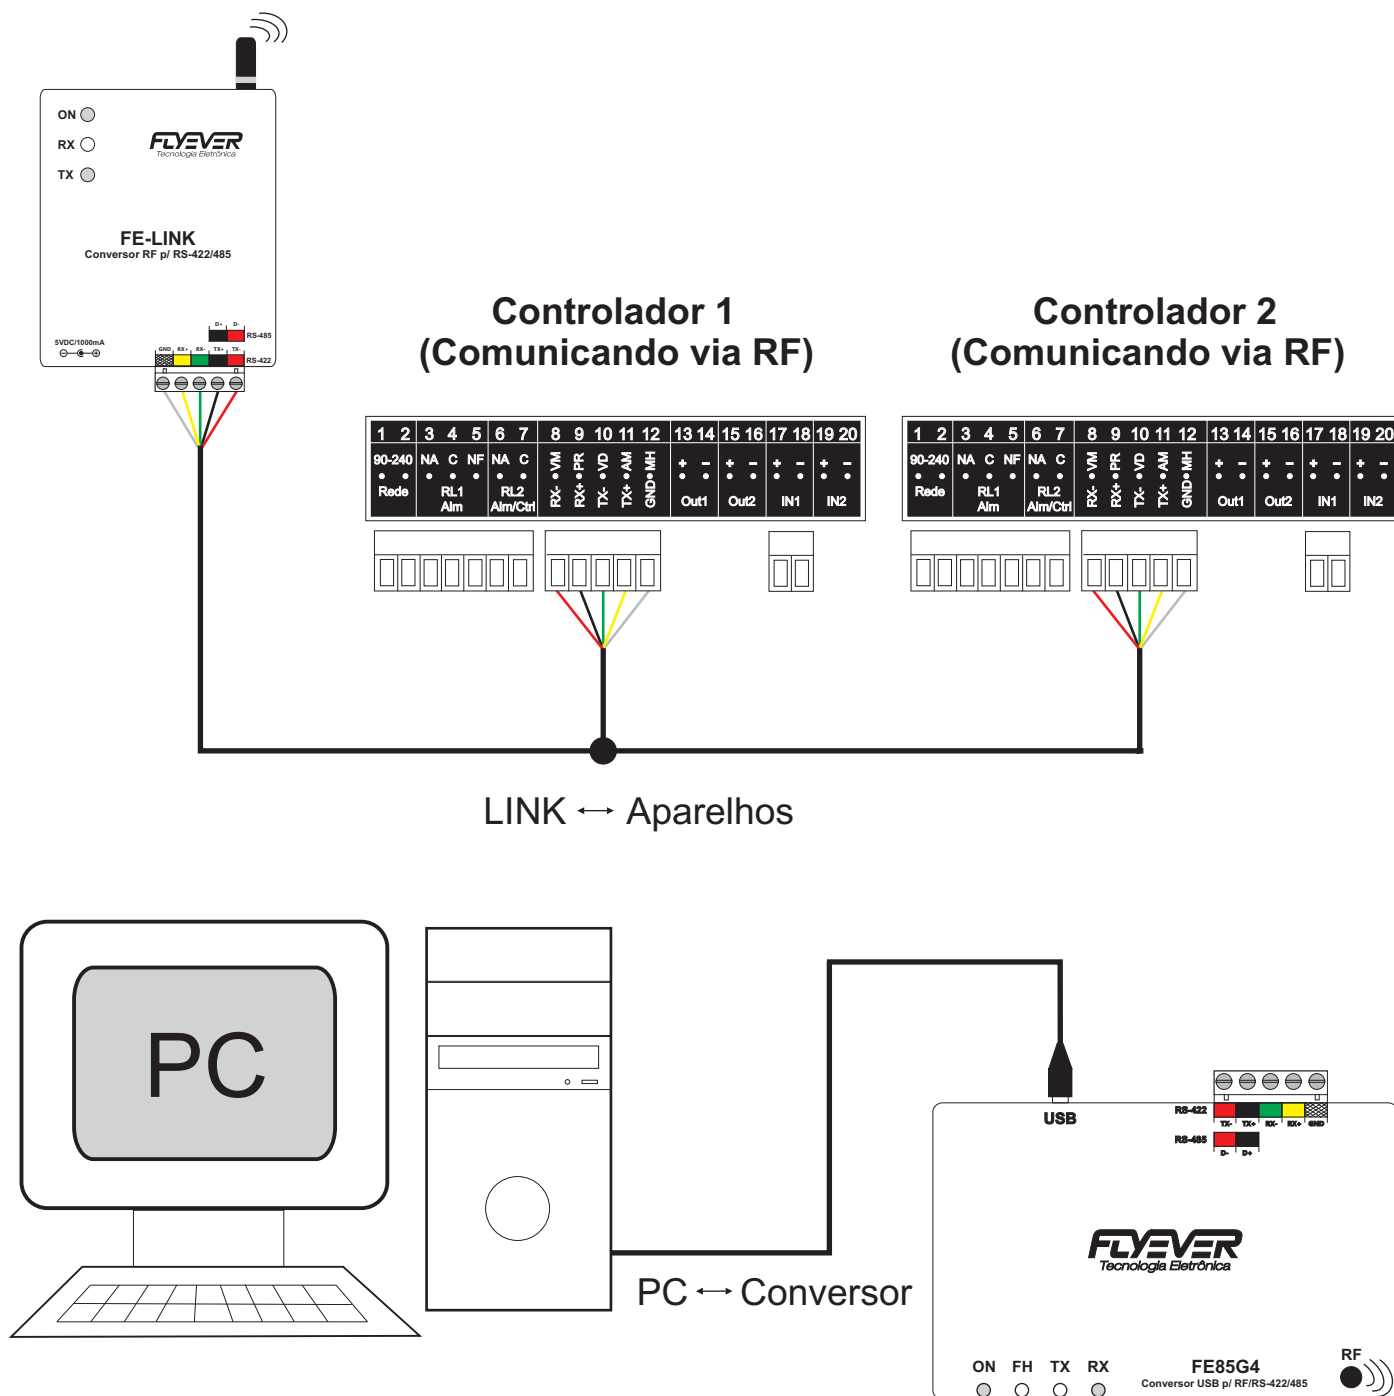 ON
RX
TX
FLYEVER
Tecnologia Eletrônica
FE-LINK
Conversor RF p/ RS-422/485
D+ D-
RS-485
5VDC/1000mA
GND RX+ RX- TX+ TX-
RS-422
Controlador 1
(Comunicando via RF)
1 2 3 4 5 6 7 8 9 10 11 12 13 14 15 16 17 18 19 20
90-240 NA C NF NA C RX-•VM RX+•PR TX-•VD TX+•AM GND•MH + - + - + - + -
Rede RL1 Alm RL2 Alm/Ctrl Out1 Out2 IN1 IN2
Controlador 2
(Comunicando via RF)
1 2 3 4 5 6 7 8 9 10 11 12 13 14 15 16 17 18 19 20
90-240 NA C NF NA C RX-•VM RX+•PR TX-•VD TX+•AM GND•MH + - + - + - + -
Rede RL1 Alm RL2 Alm/Ctrl Out1 Out2 IN1 IN2
LINK ↔ Aparelhos
PC
PC ↔ Conversor
USB
RS-422
TX- TX+ RX- RX+ GND
RS-485
D- D+
FLYEVER
Tecnologia Eletrônica
ON FH TX RX
FE85G4
Conversor USB p/ RF/RS-422/485
RF